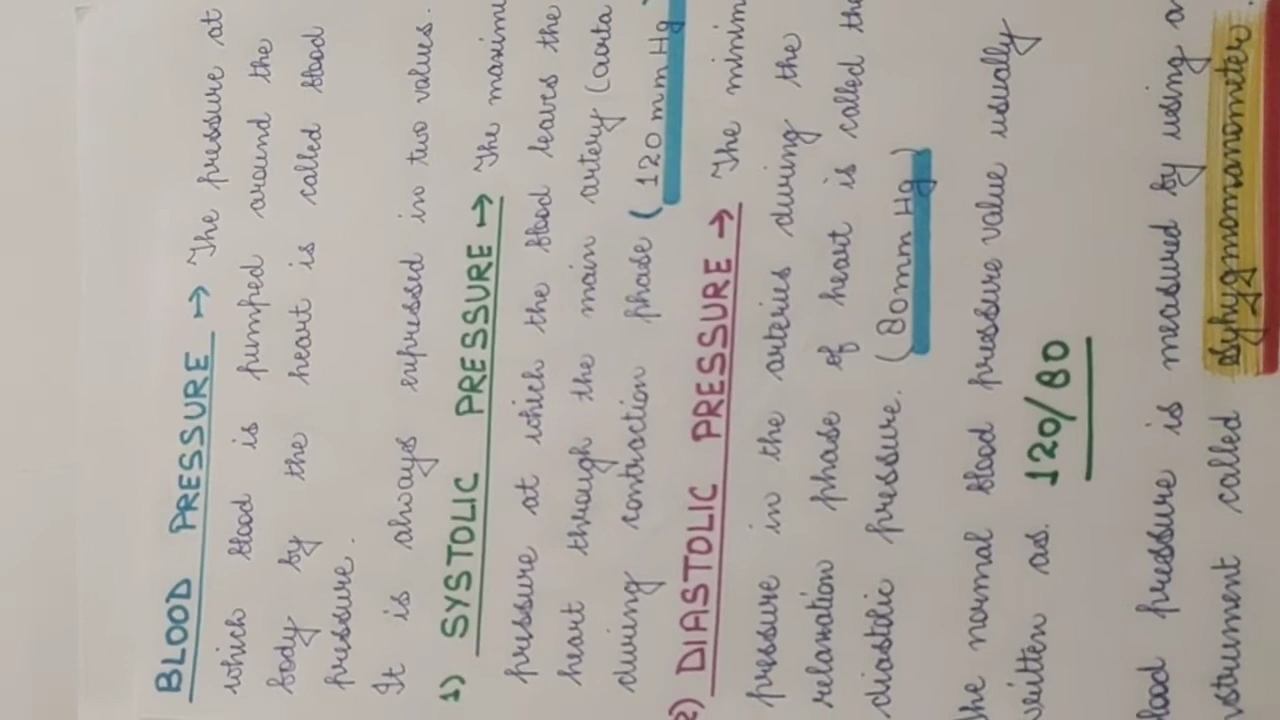 BLOOD PRESSURE → The pressure at
which blood is pumped around the
body by the heart is called blood
pressure.
It is always expressed in two values.
1) SYSTOLIC PRESSURE → The maximu
pressure at which the blood leaves the
heart through the main artery (aorta
during contraction phase (120 mm Hg
2) DIASTOLIC PRESSURE → The minim
pressure in the arteries during the
relaxation phase of heart is called the
diastolic pressure. (80mm Hg)
The normal blood pressure value usually
written as 120/80
lood pressure is measured by using an
nstrument called Sphygmomanometer.